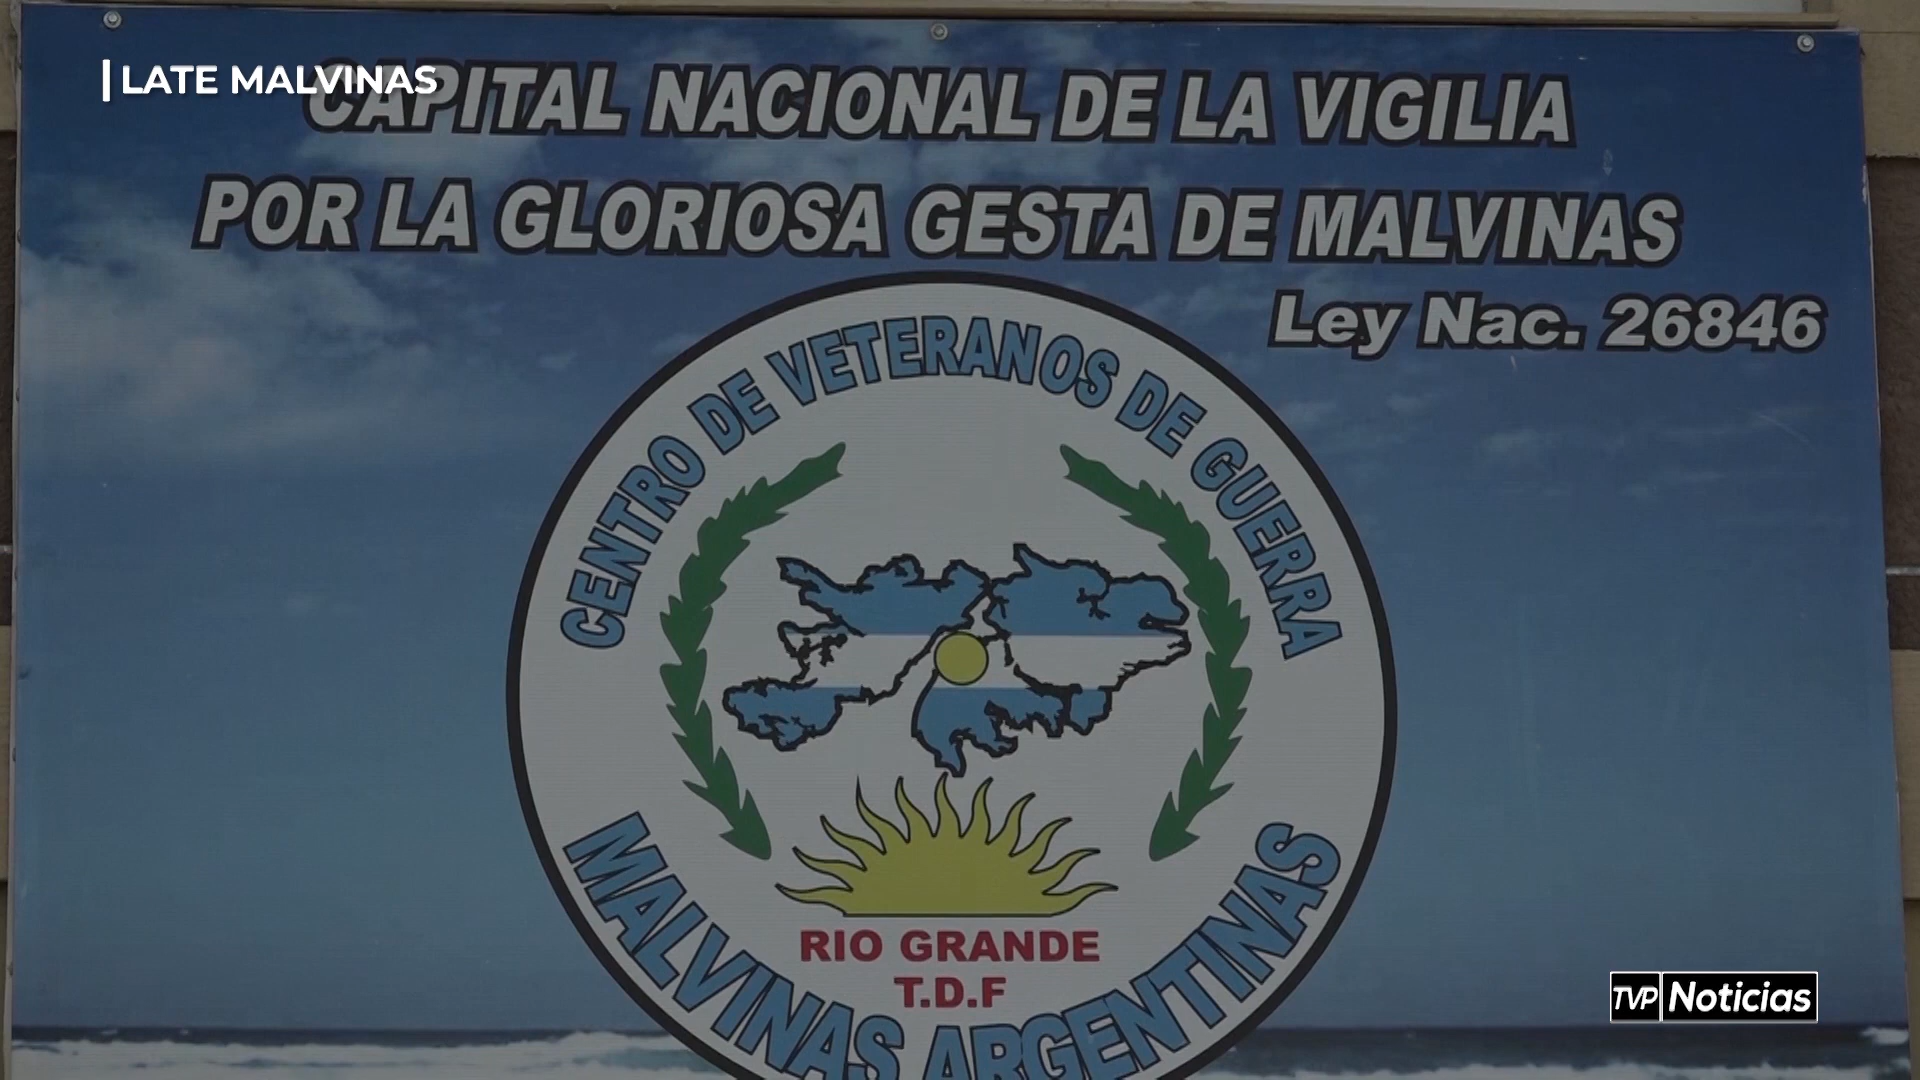 LATE MALVINAS
CAPITAL NACIONAL DE LA VIGILIA
POR LA GLORIOSA GESTA DE MALVINAS
Ley Nac. 26846
CENTRO DE VETERANOS DE GUERRA
RIO GRANDE
T.D.F
MALVINAS ARGENTINAS
TVP Noticias